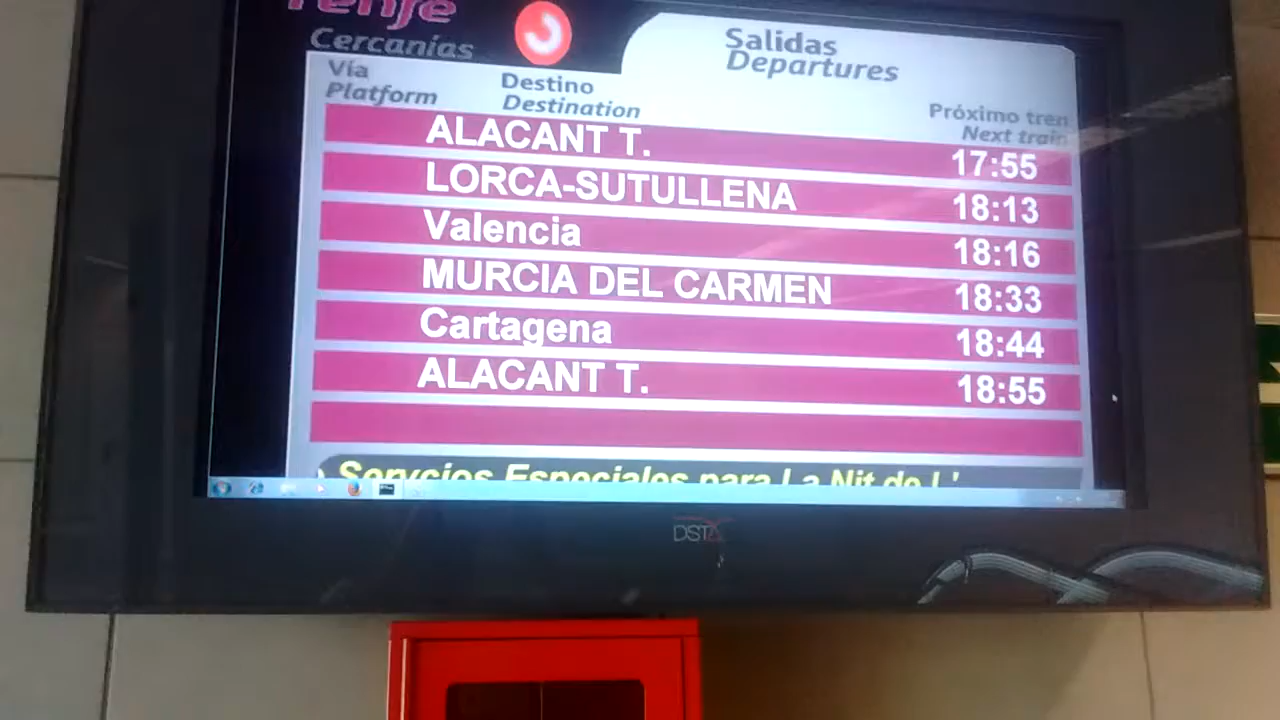 renfe
Cercanías
Salidas
Departures
Vía
Platform
Destino
Destination
Próximo tren
Next train
ALACANT T. 17:55
LORCA-SUTULLENA 18:13
Valencia 18:16
MURCIA DEL CARMEN 18:33
Cartagena 18:44
ALACANT T. 18:55
Servcios Especiales para La Nit de L'